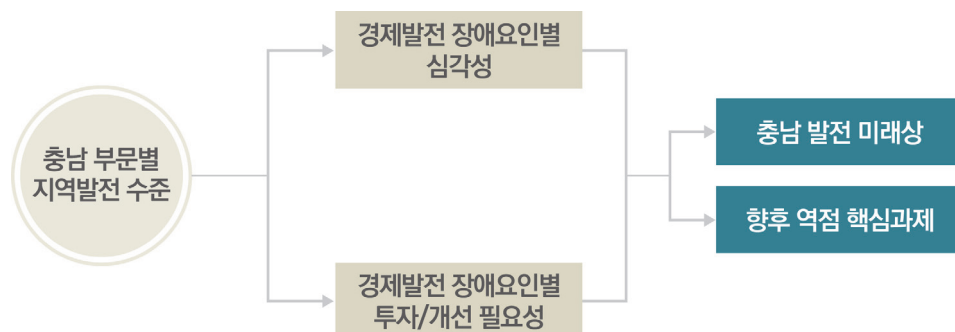 충남 부문별
지역발전 수준
경제발전 장애요인별
심각성
경제발전 장애요인별
투자/개선 필요성
충남 발전 미래상
향후 역점 핵심과제